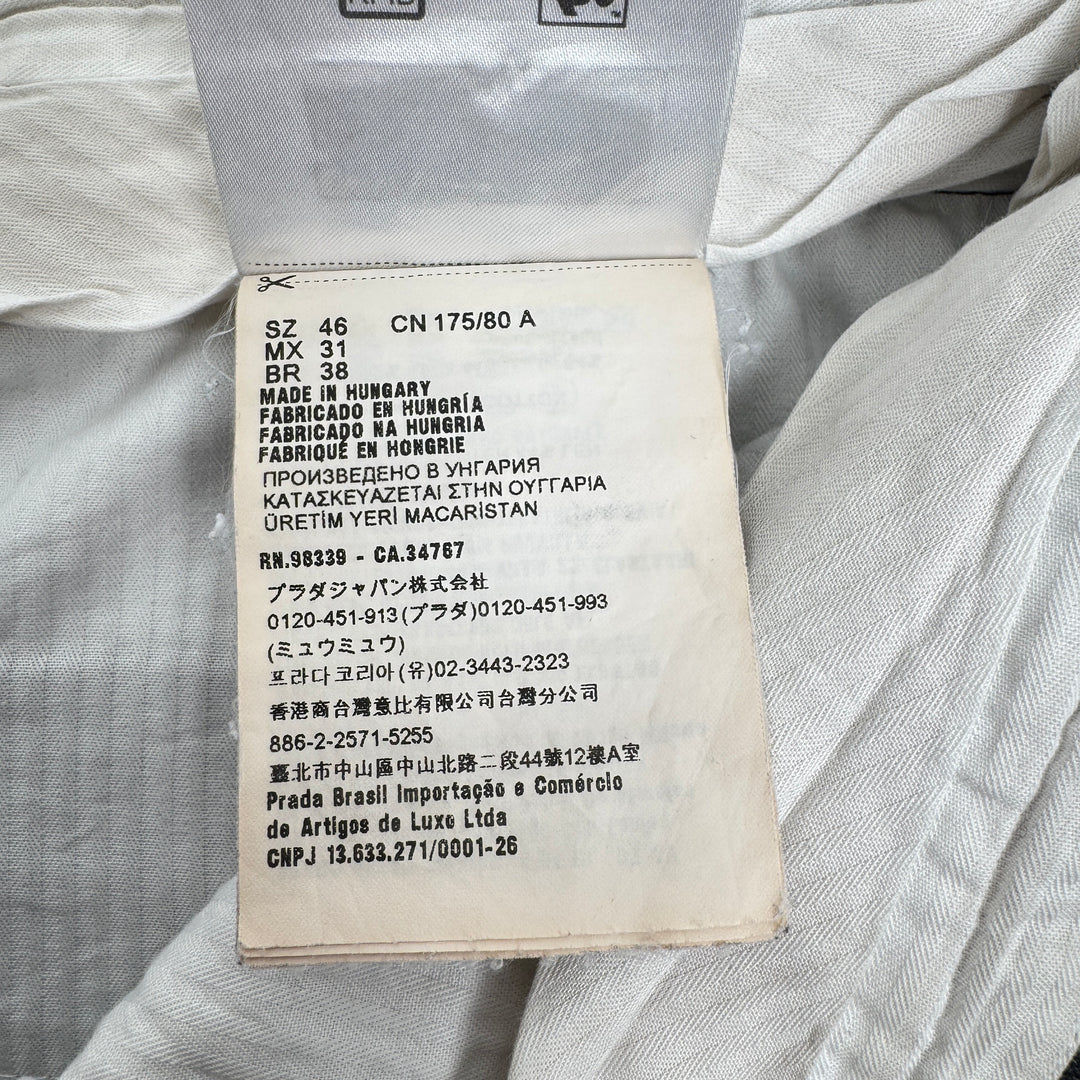 SZ 46 CN 175/80 A
MX 31
BR 38
MADE IN HUNGARY
FABRICADO EN HUNGRÍA
FABRICADO NA HUNGRIA
FABRIQUÉ EN HONGRIE
ПРОИЗВЕДЕНО В УНГАРИЯ
ΚΑΤΑΣΚΕΥΑΖΕΤΑΙ ΣΤΗΝ ΟΥΓΓΑΡΙΑ
ÜRETİM YERİ MACARİSTAN
RN.98339 - CA.34767
プラダジャパン株式会社
0120-451-913(プラダ)0120-451-993
(ミュウミュウ)
프라다코리아(유)02-3443-2323
香港商台灣意比有限公司台灣分公司
886-2-2571-5255
臺北市中山區中山北路二段44號12樓A室
Prada Brasil Importação e Comércio
de Artigos de Luxo Ltda
CNPJ 13.633.271/0001-26